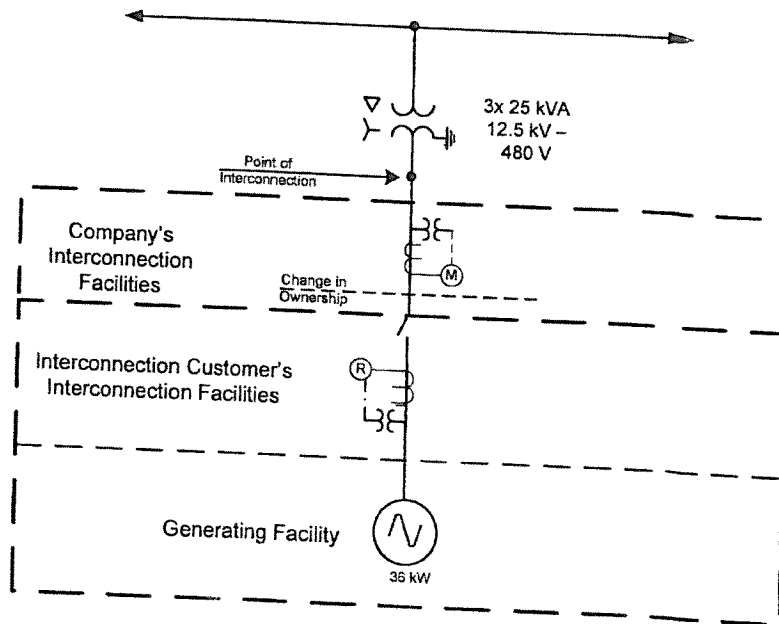 3x 25 kVA
12.5 kV –
480 V
Point of
Interconnection
Company's
Interconnection
Facilities
M
Change in
Ownership
Interconnection Customer's
Interconnection Facilities
R
Generating Facility
36 kW